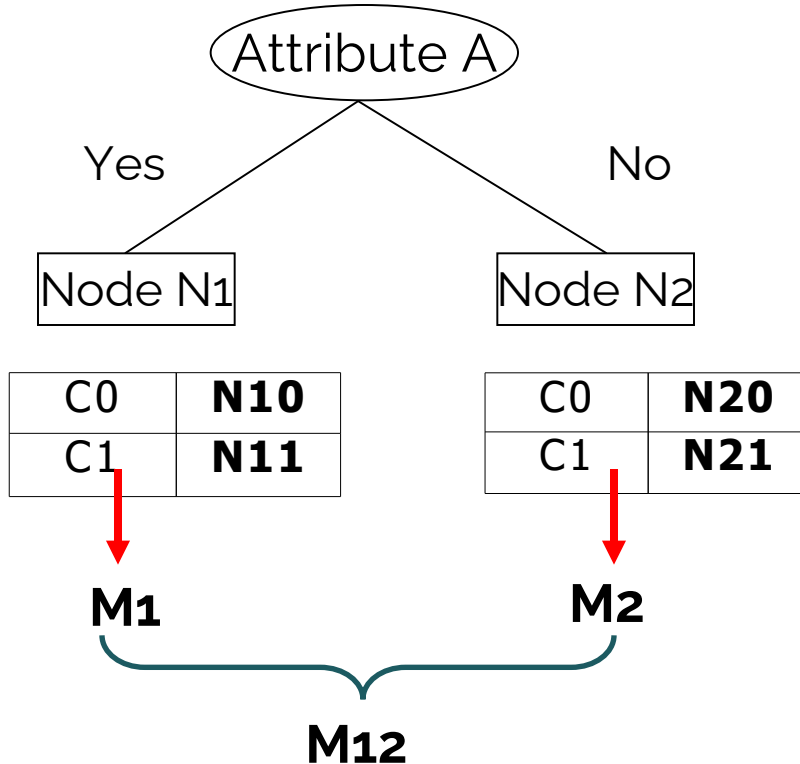 Attribute A
Yes
No
Node N1
Node N2
C0 N10
C1 N11
C0 N20
C1 N21
M1
M2
M12